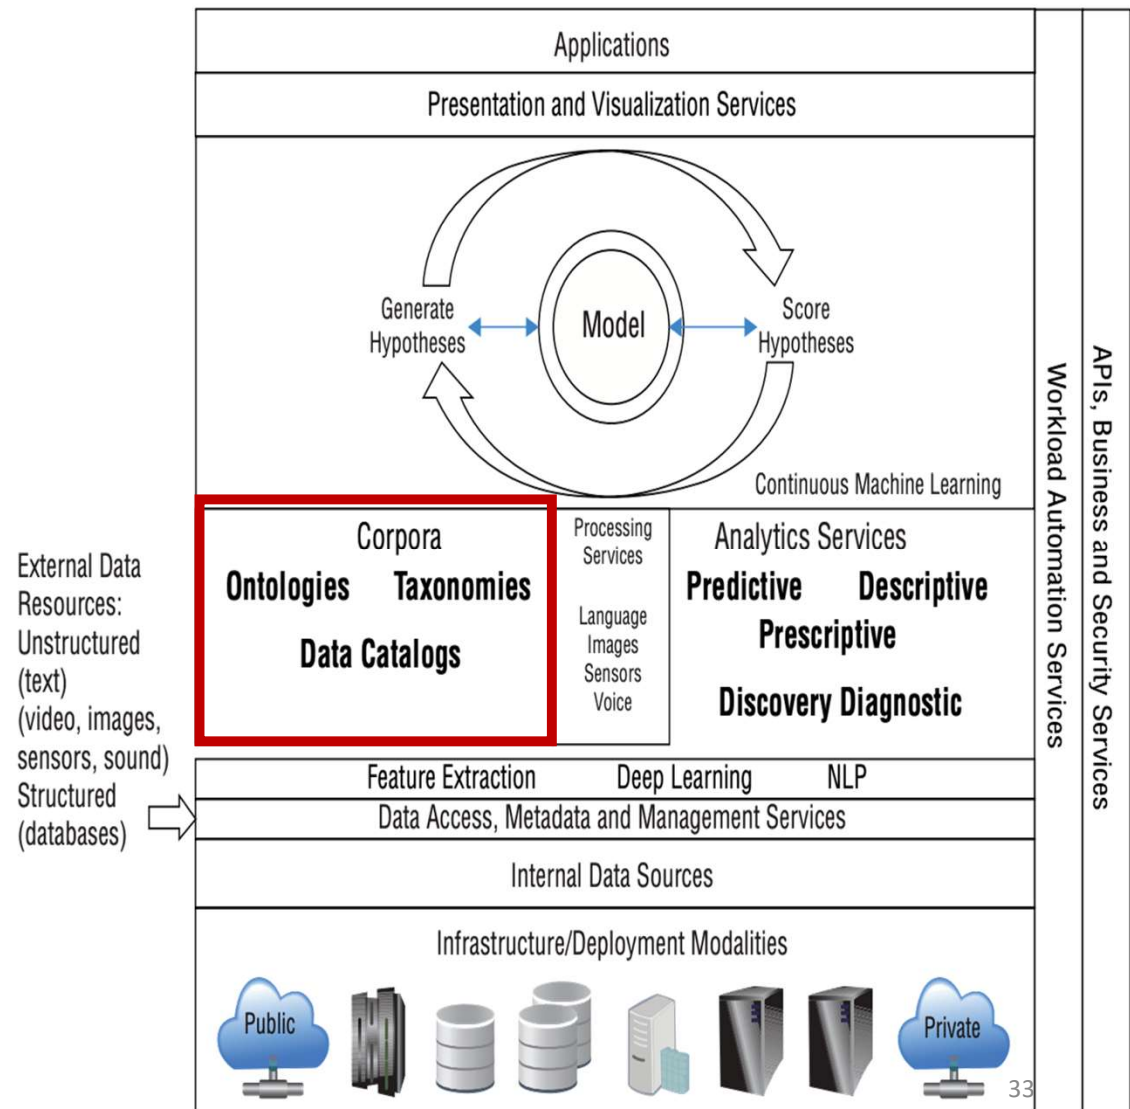 Applications
Presentation and Visualization Services
Generate
Hypotheses
Model
Score
Hypotheses
Continuous Machine Learning
Workload Automation Services
APIs, Business and Security Services
External Data
Resources:
Unstructured
(text)
(video, images,
sensors, sound)
Structured
(databases)
Corpora
Ontologies Taxonomies
Data Catalogs
Processing
Services
Language
Images
Sensors
Voice
Analytics Services
Predictive Descriptive
Prescriptive
Discovery Diagnostic
Feature Extraction Deep Learning NLP
Data Access, Metadata and Management Services
Internal Data Sources
Infrastructure/Deployment Modalities
Public
Private
33